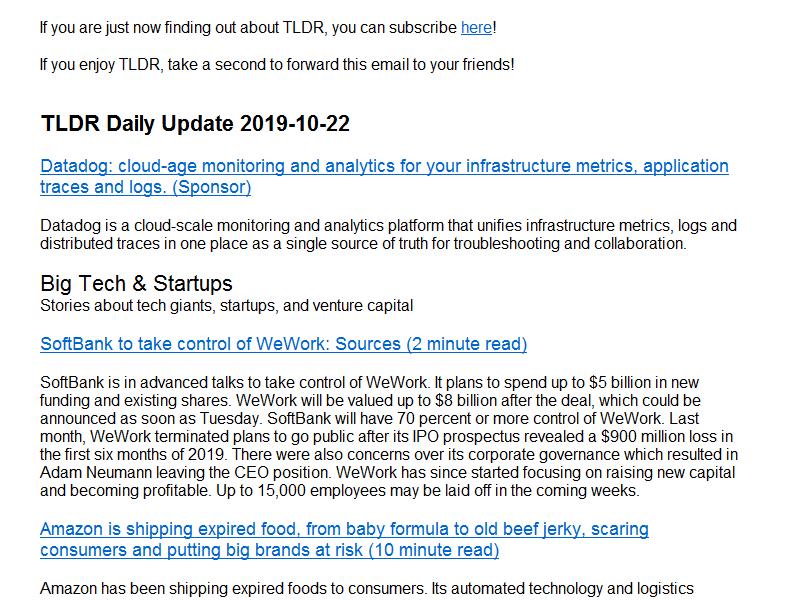 If you are just now finding out about TLDR, you can subscribe here!
If you enjoy TLDR, take a second to forward this email to your friends!
TLDR Daily Update 2019-10-22
Datadog: cloud-age monitoring and analytics for your infrastructure metrics, application
traces and logs. (Sponsor)
Datadog is a cloud-scale monitoring and analytics platform that unifies infrastructure metrics, logs and
distributed traces in one place as a single source of truth for troubleshooting and collaboration.
Big Tech & Startups
Stories about tech giants, startups, and venture capital
SoftBank to take control of WeWork: Sources (2 minute read)
SoftBank is in advanced talks to take control of WeWork. It plans to spend up to $5 billion in new
funding and existing shares. WeWork will be valued up to $8 billion after the deal, which could be
announced as soon as Tuesday. SoftBank will have 70 percent or more control of WeWork. Last
month, WeWork terminated plans to go public after its IPO prospectus revealed a $900 million loss in
the first six months of 2019. There were also concerns over its corporate governance which resulted in
Adam Neumann leaving the CEO position. WeWork has since started focusing on raising new capital
and becoming profitable. Up to 15,000 employees may be laid off in the coming weeks.
Amazon is shipping expired food, from baby formula to old beef jerky, scaring
consumers and putting big brands at risk (10 minute read)
Amazon has been shipping expired foods to consumers. Its automated technology and logistics